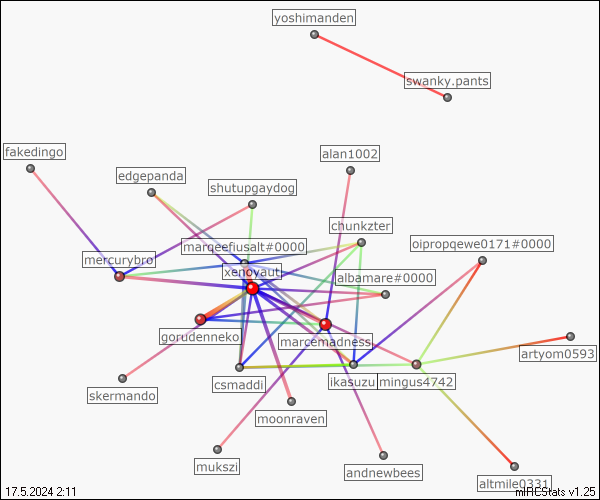 yoshimanden
swanky.pants
fakedingo
alan1002
edgepanda
shutupgaydog
chunkzter
marqeefiusalt#0000
oipropqewe0171#0000
mercurybro
xenoyaut
albamare#0000
gorudenneko
marcemadness
artyom0593
csmaddi
ikasuzu
mingus4742
skermando
moonraven
mukszi
andnewbees
altmile0331
17.5.2024 2:11
mIRCStats v1.25